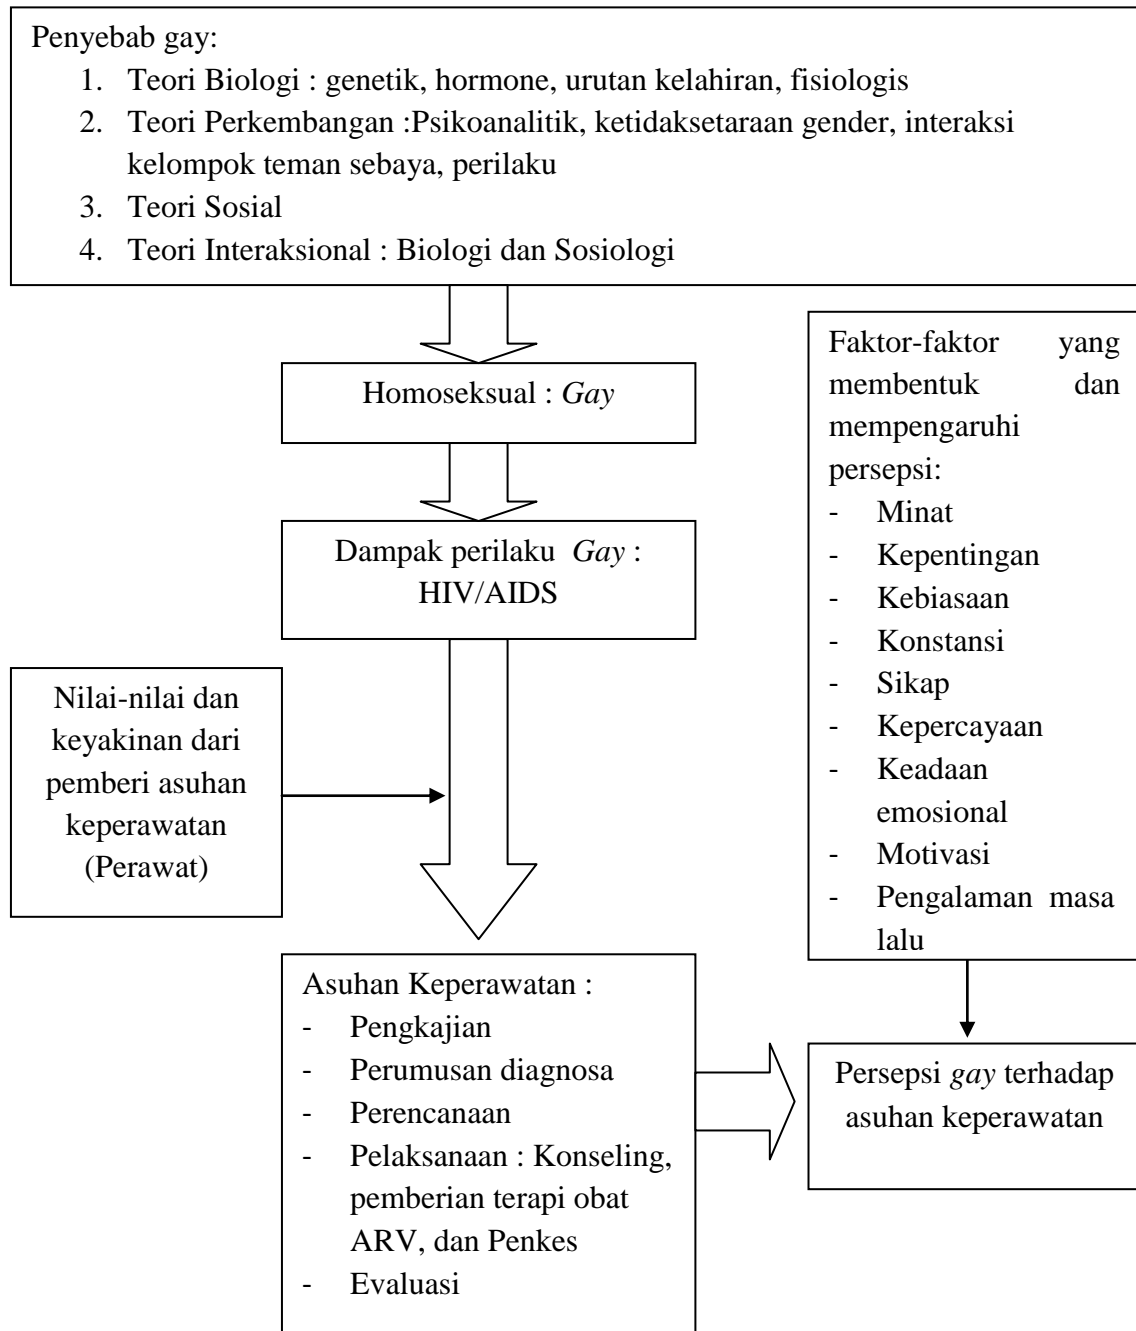 Penyebab gay:
1. Teori Biologi : genetik, hormone, urutan kelahiran, fisiologis
2. Teori Perkembangan :Psikoanalitik, ketidaksetaraan gender, interaksi
kelompok teman sebaya, perilaku
3. Teori Sosial
4. Teori Interaksional : Biologi dan Sosiologi
Homoseksual : Gay
Dampak perilaku Gay :
HIV/AIDS
Nilai-nilai dan
keyakinan dari
pemberi asuhan
keperawatan
(Perawat)
Faktor-faktor yang
membentuk dan
mempengaruhi
persepsi:
- Minat
- Kepentingan
- Kebiasaan
- Konstansi
- Sikap
- Kepercayaan
- Keadaan
emosional
- Motivasi
- Pengalaman masa
lalu
Asuhan Keperawatan :
- Pengkajian
- Perumusan diagnosa
- Perencanaan
- Pelaksanaan : Konseling,
pemberian terapi obat
ARV, dan Penkes
- Evaluasi
Persepsi gay terhadap
asuhan keperawatan